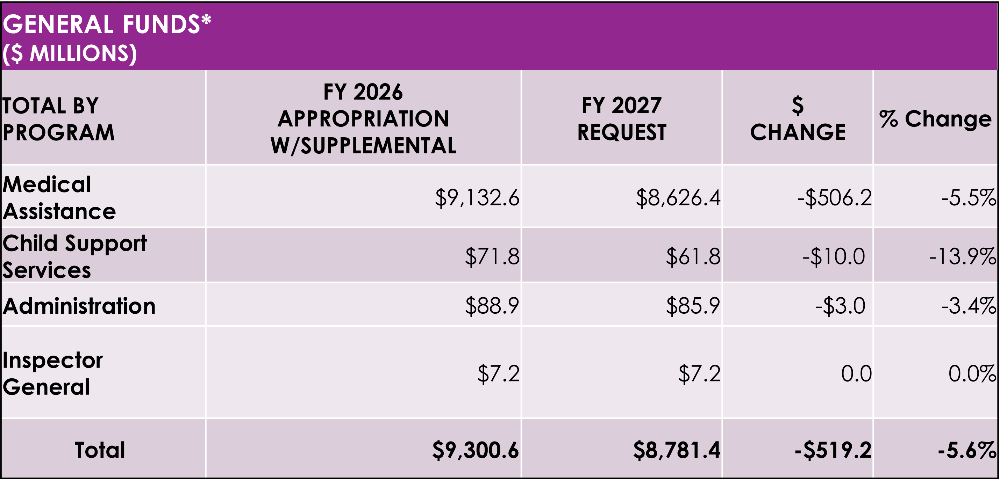 GENERAL FUNDS*
($ MILLIONS)
TOTAL BY
PROGRAM
FY 2026
APPROPRIATION
W/SUPPLEMENTAL
FY 2027
REQUEST
$
CHANGE
% Change
Medical
Assistance
$9,132.6
$8,626.4
-$506.2
-5.5%
Child Support
Services
$71.8
$61.8
-$10.0
-13.9%
Administration
$88.9
$85.9
-$3.0
-3.4%
Inspector
General
$7.2
$7.2
0.0
0.0%
Total
$9,300.6
$8,781.4
-$519.2
-5.6%